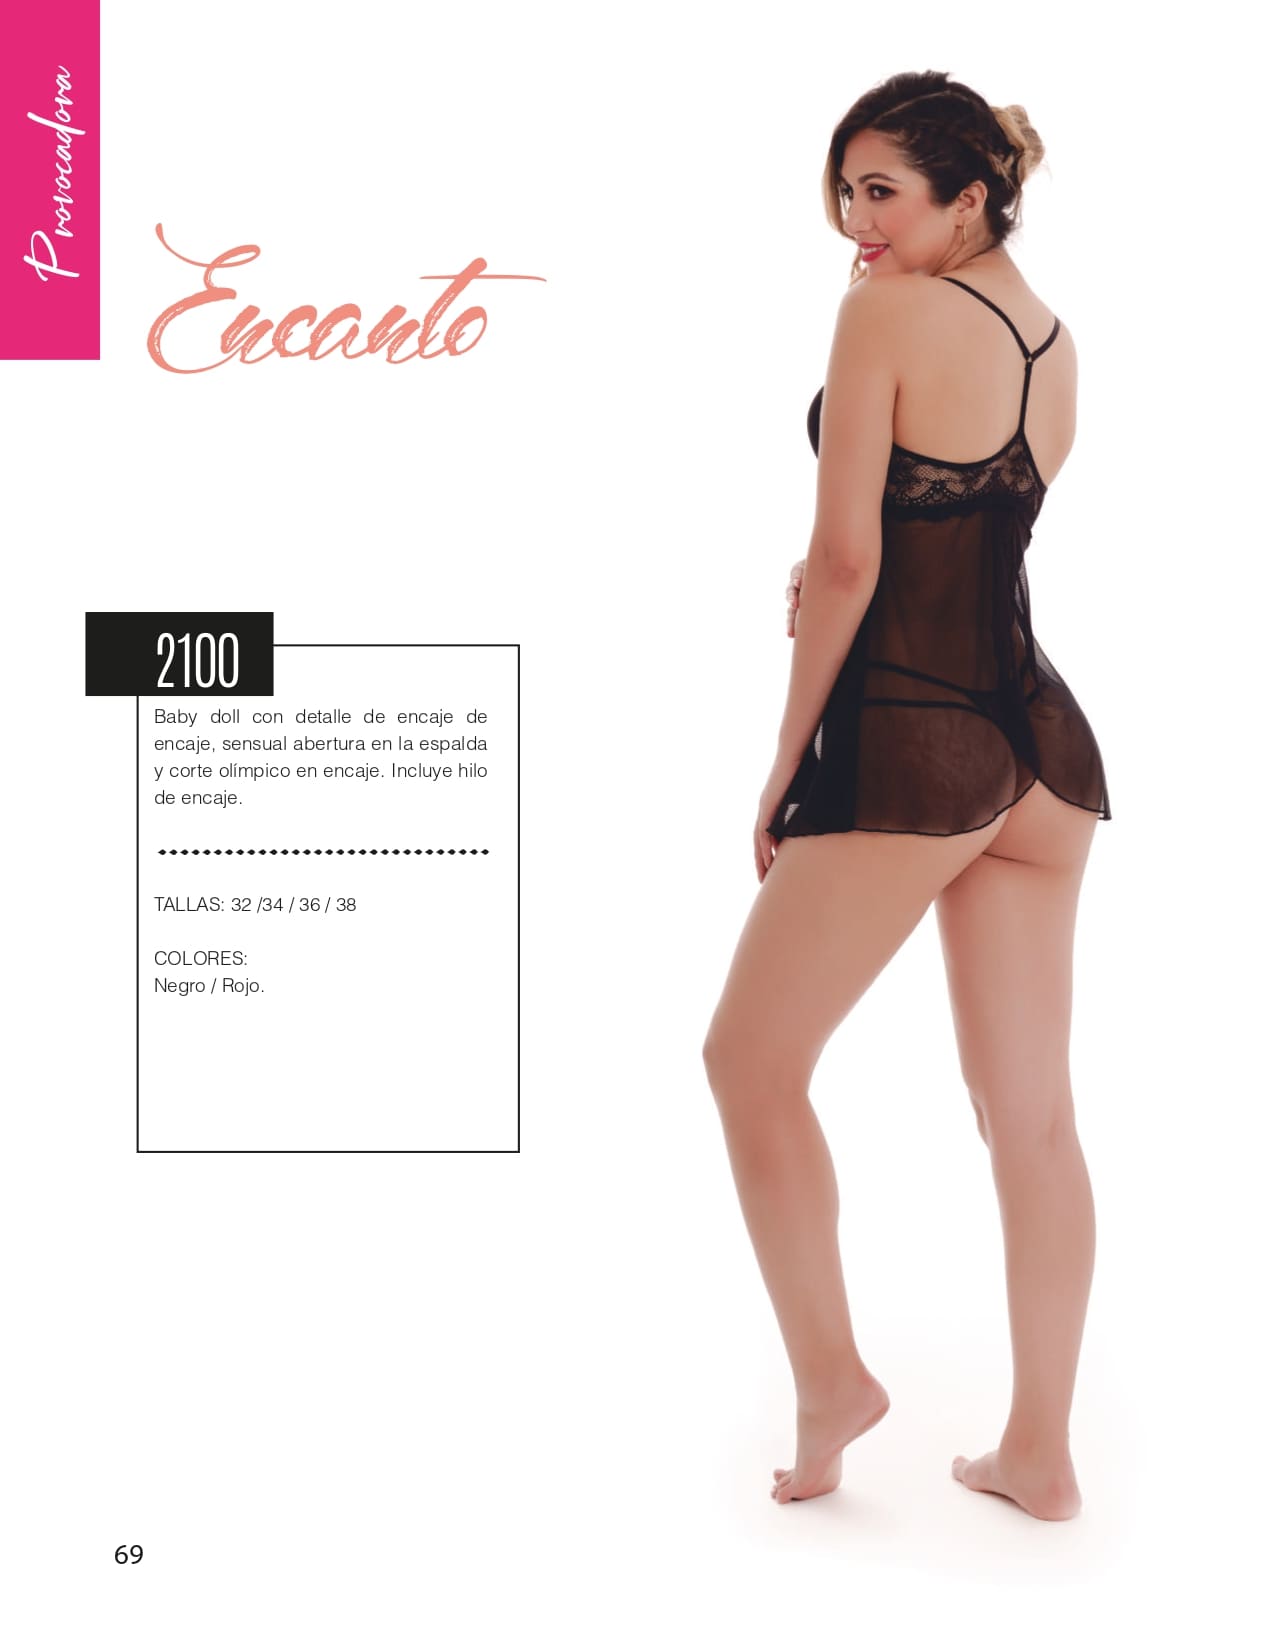 Provocadora
Encanto
2100
Baby doll con detalle de encaje de
encaje, sensual abertura en la espalda
y corte olímpico en encaje. Incluye hilo
de encaje.
TALLAS: 32 /34 / 36 / 38
COLORES:
Negro / Rojo.
69